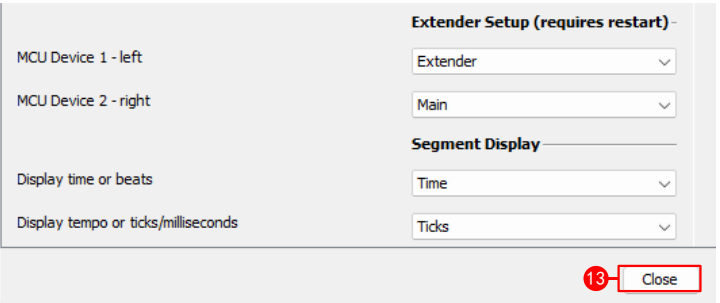 Extender Setup (requires restart)
MCU Device 1 - left Extender
MCU Device 2 - right Main
Segment Display
Display time or beats Time
Display tempo or ticks/milliseconds Ticks
13 Close